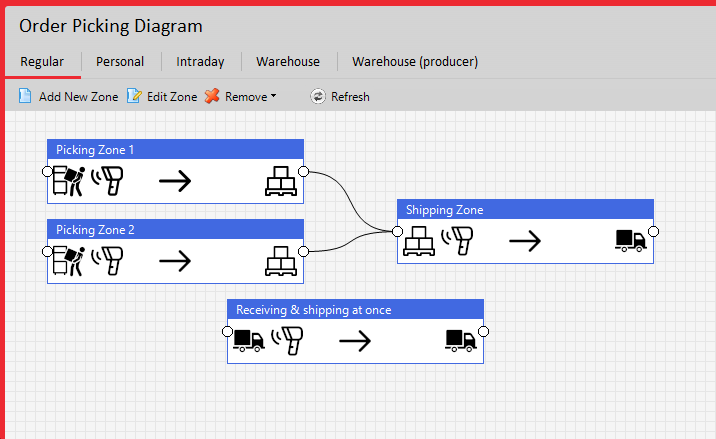 Order Picking Diagram
Regular Personal Intraday Warehouse Warehouse (producer)
Add New Zone Edit Zone Remove Refresh
Picking Zone 1
Shipping Zone
Picking Zone 2
Receiving & shipping at once